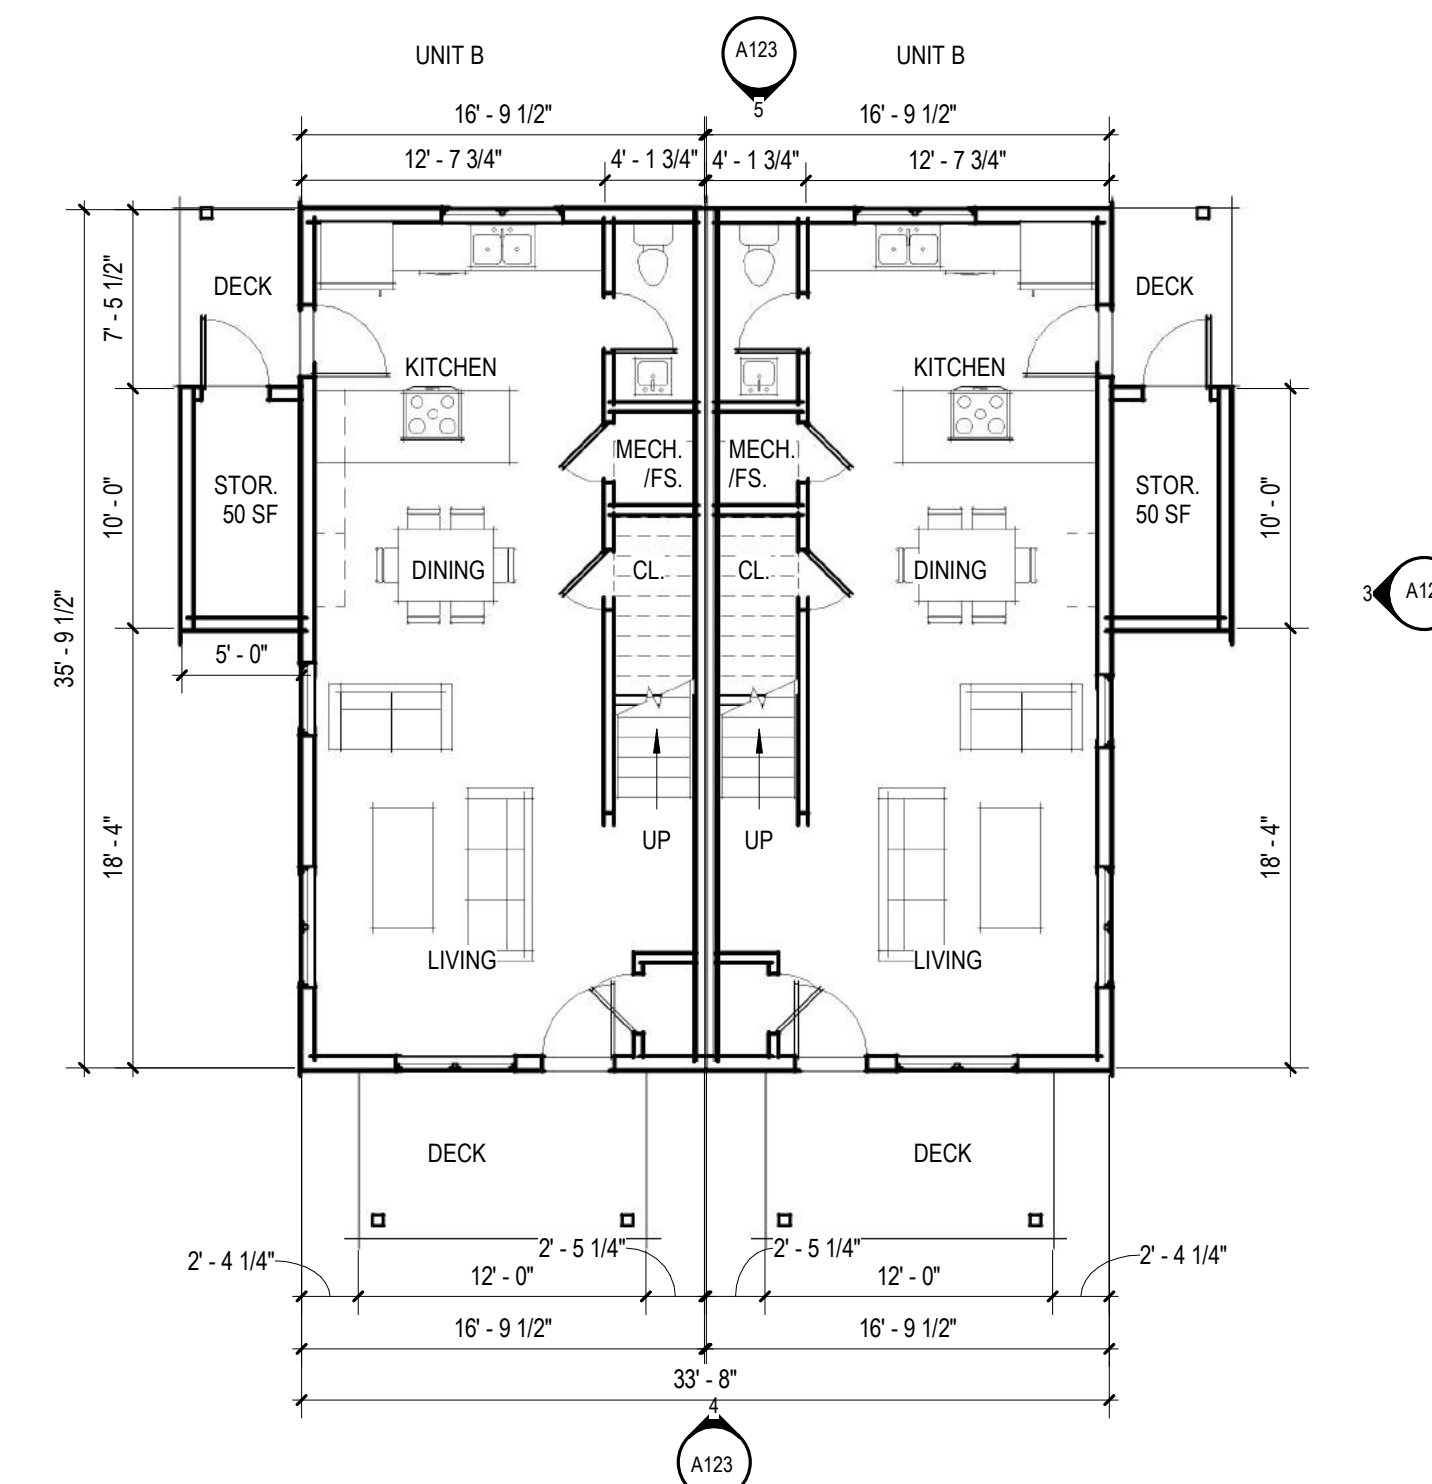 UNIT B
A123
UNIT B
5
16' - 9 1/2"
16' - 9 1/2"
12' - 7 3/4"
4' - 1 3/4"
4' - 1 3/4"
12' - 7 3/4"
7' - 5 1/2"
DECK
DECK
KITCHEN
KITCHEN
MECH.
/FS.
MECH.
/FS.
10' - 0"
STOR.
50 SF
STOR.
50 SF
10' - 0"
DINING
CL.
CL.
DINING
3
A12
35' - 9 1/2"
5' - 0"
18' - 4"
UP
UP
18' - 4"
LIVING
LIVING
DECK
DECK
2' - 4 1/4"
2' - 5 1/4"
2' - 5 1/4"
2' - 4 1/4"
12' - 0"
12' - 0"
16' - 9 1/2"
16' - 9 1/2"
33' - 8"
4
A123